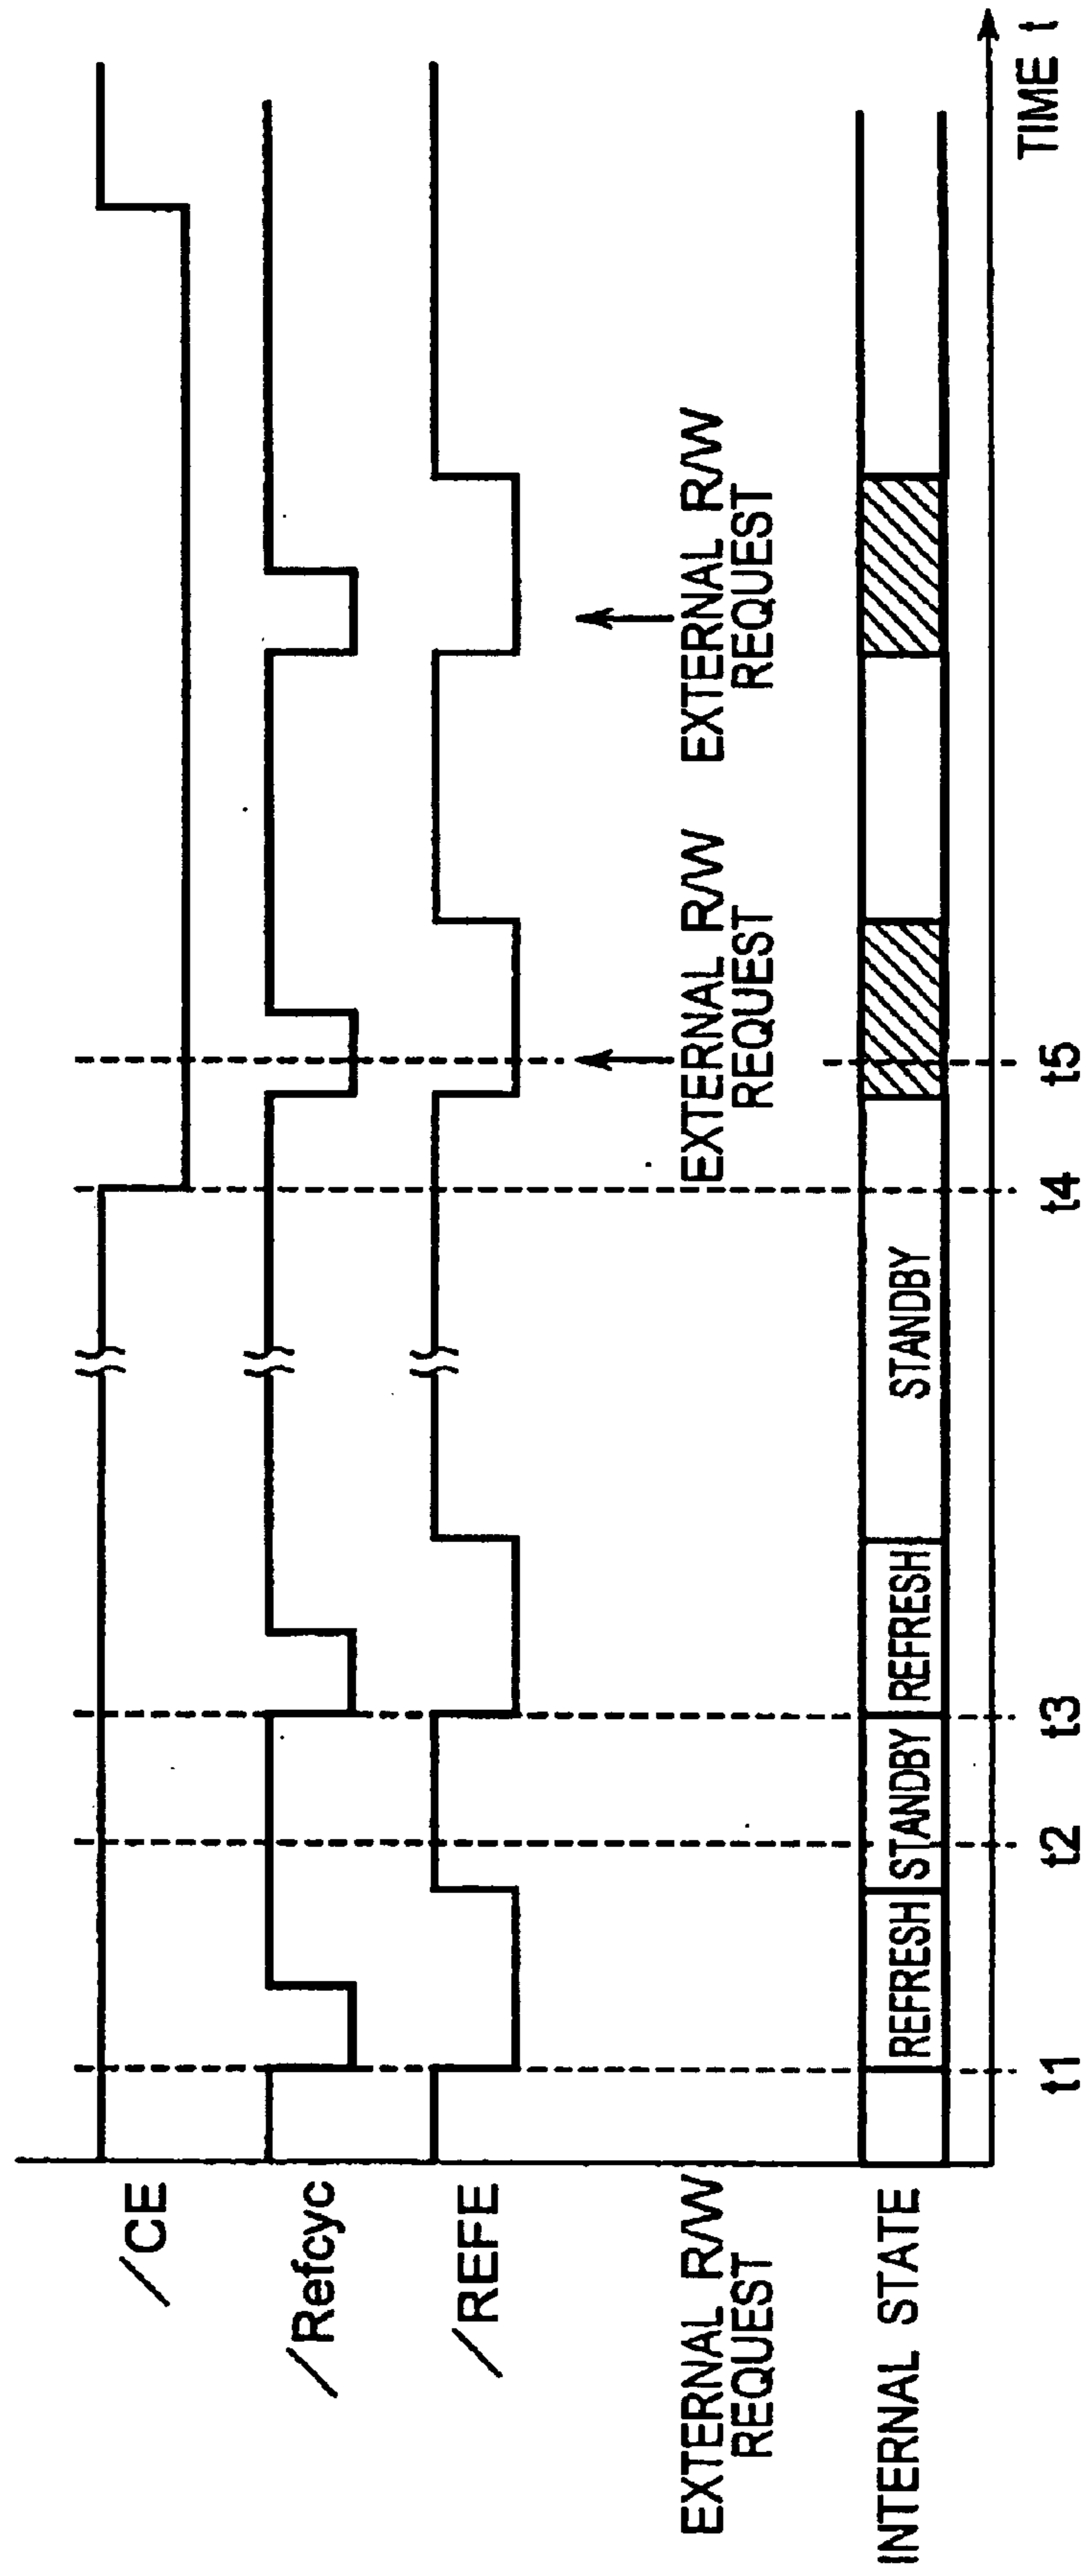 /CE
/Refcyc
/REFE
EXTERNAL R/W
REQUEST
EXTERNAL R/W
REQUEST
EXTERNAL R/W
REQUEST
INTERNAL STATE
REFRESH
STANDBY
REFRESH
STANDBY
t1
t2
t3
t4
t5
TIME t